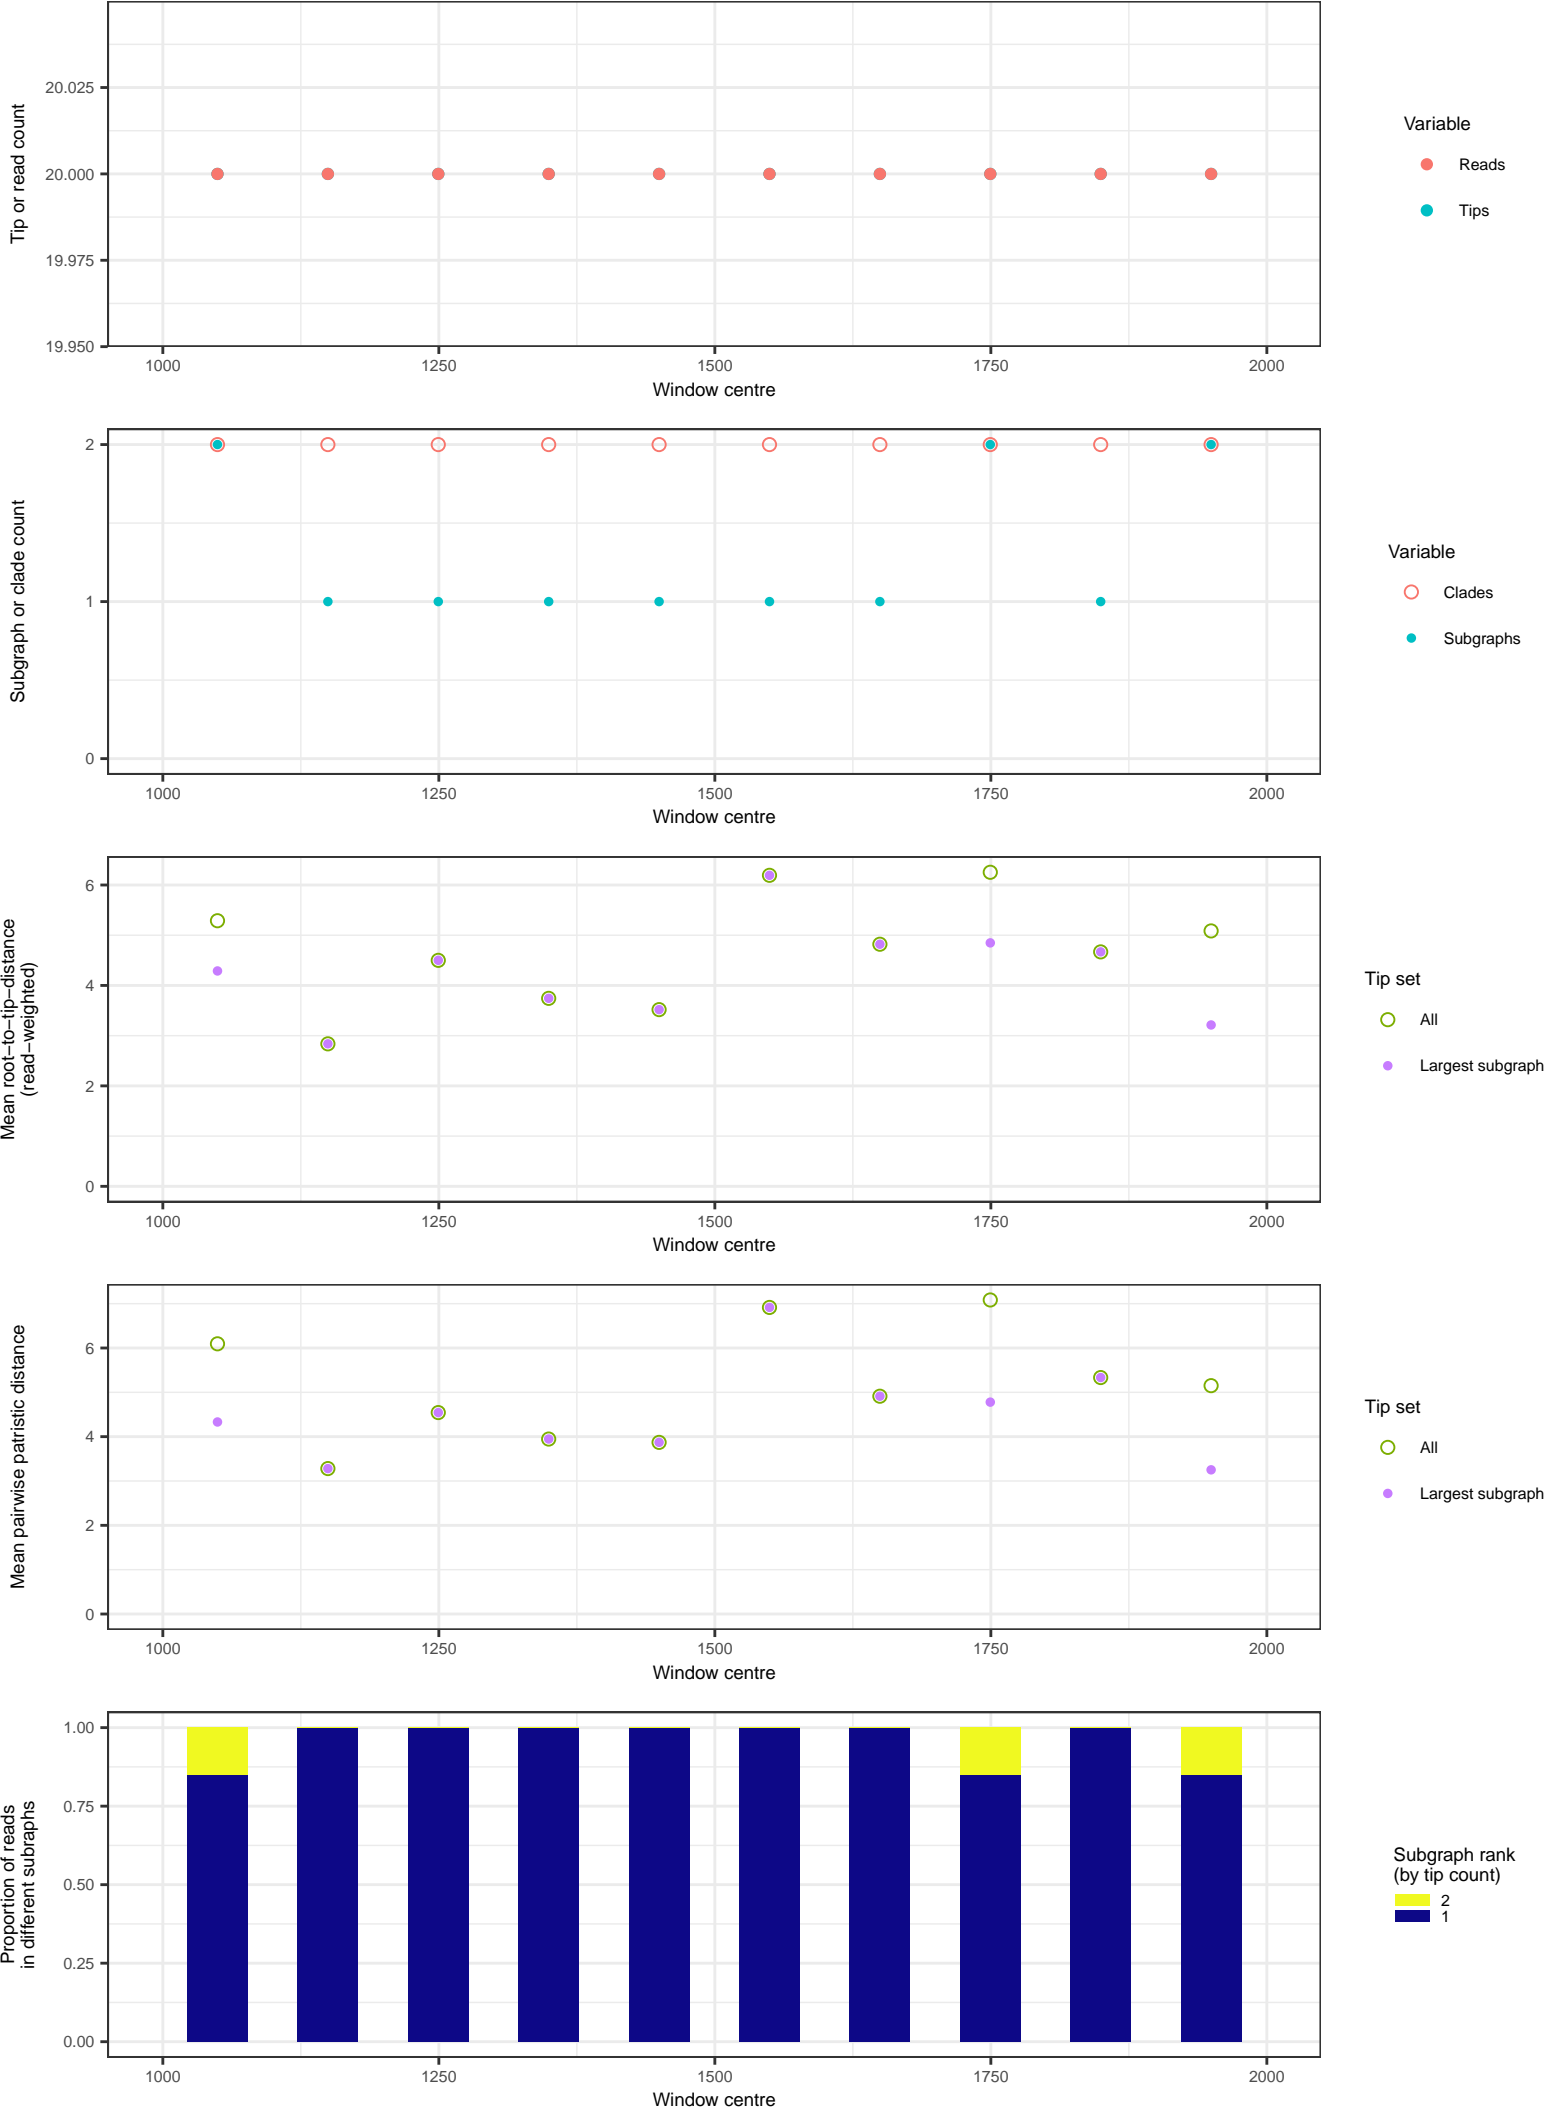 Tip or read count
20.025
20.000
19.975
19.950
1000 1250 1500 1750 2000
Window centre
Variable
Reads
Tips
Subgraph or clade count
2
1
0
1000 1250 1500 1750 2000
Window centre
Variable
Clades
Subgraphs
Mean root−to−tip−distance
(read−weighted)
6
4
2
0
1000 1250 1500 1750 2000
Window centre
Tip set
All
Largest subgraph
Mean pairwise patristic distance
6
4
2
0
1000 1250 1500 1750 2000
Window centre
Tip set
All
Largest subgraph
Proportion of reads
in different subraphs
1.00
0.75
0.50
0.25
0.00
1000 1250 1500 1750 2000
Window centre
Subgraph rank
(by tip count)
2
1